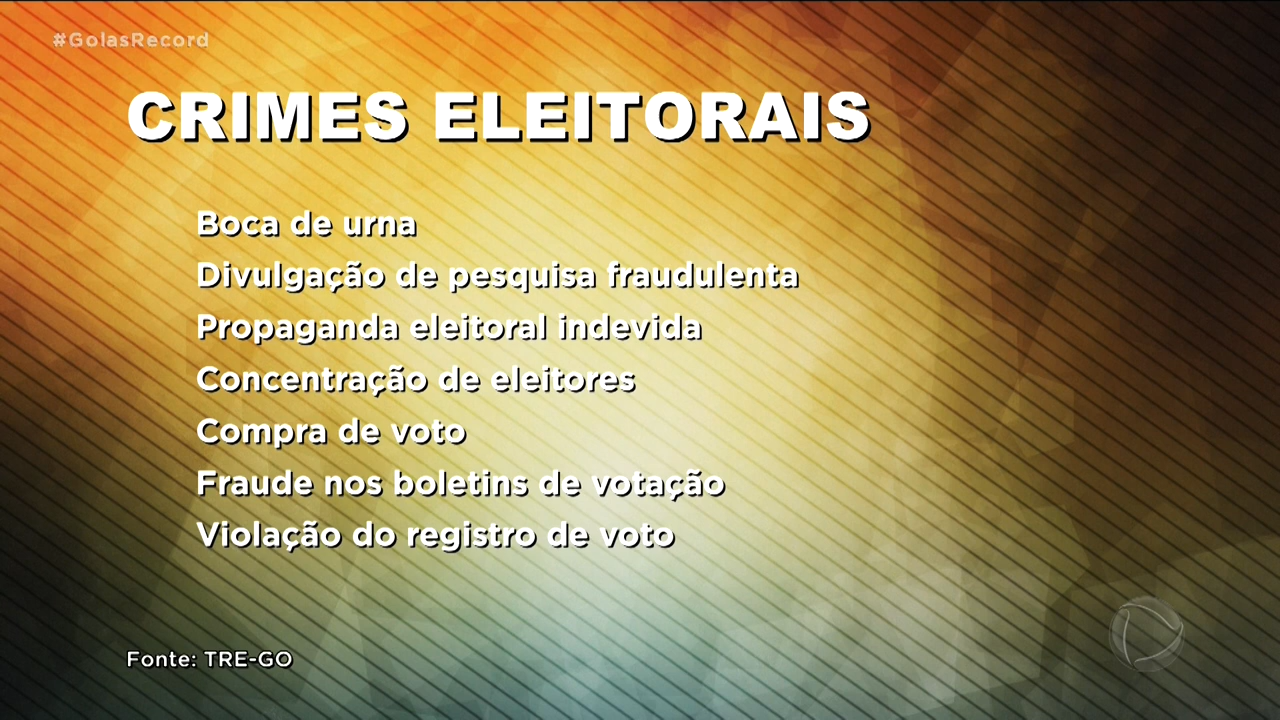 #GoiásRecord
CRIMES ELEITORAIS
Boca de urna
Divulgação de pesquisa fraudulenta
Propaganda eleitoral indevida
Concentração de eleitores
Compra de voto
Fraude nos boletins de votação
Violação do registro de voto
Fonte: TRE-GO